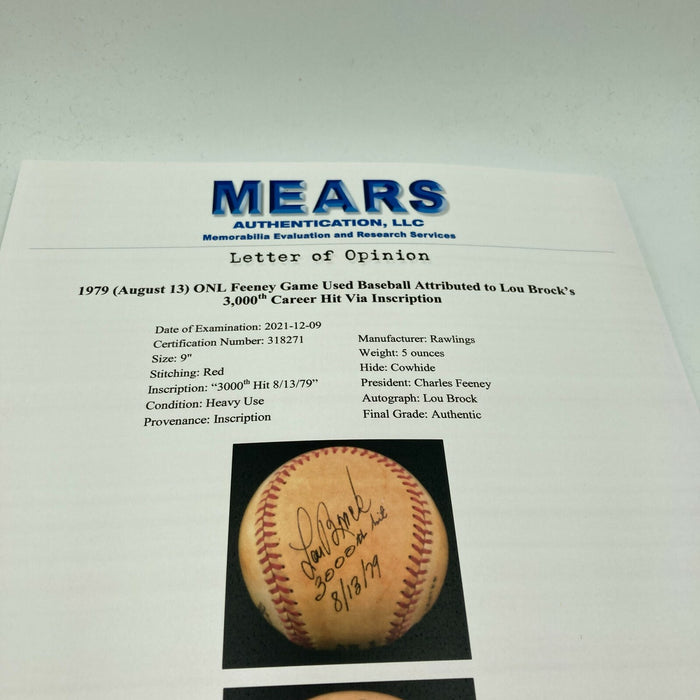 MEARS
AUTHENTICATION, LLC
Memorabilia Evaluation and Research Services
Letter of Opinion
1979 (August 13) ONL Feeney Game Used Baseball Attributed to Lou Brock's
3,000th Career Hit Via Inscription
Date of Examination: 2021-12-09
Certification Number: 318271
Size: 9"
Stitching: Red
Inscription: "3000th Hit 8/13/79"
Condition: Heavy Use
Provenance: Inscription
Manufacturer: Rawlings
Weight: 5 ounces
Hide: Cowhide
President: Charles Feeney
Autograph: Lou Brock
Final Grade: Authentic
Lou Brock
3000th hit
8/13/79